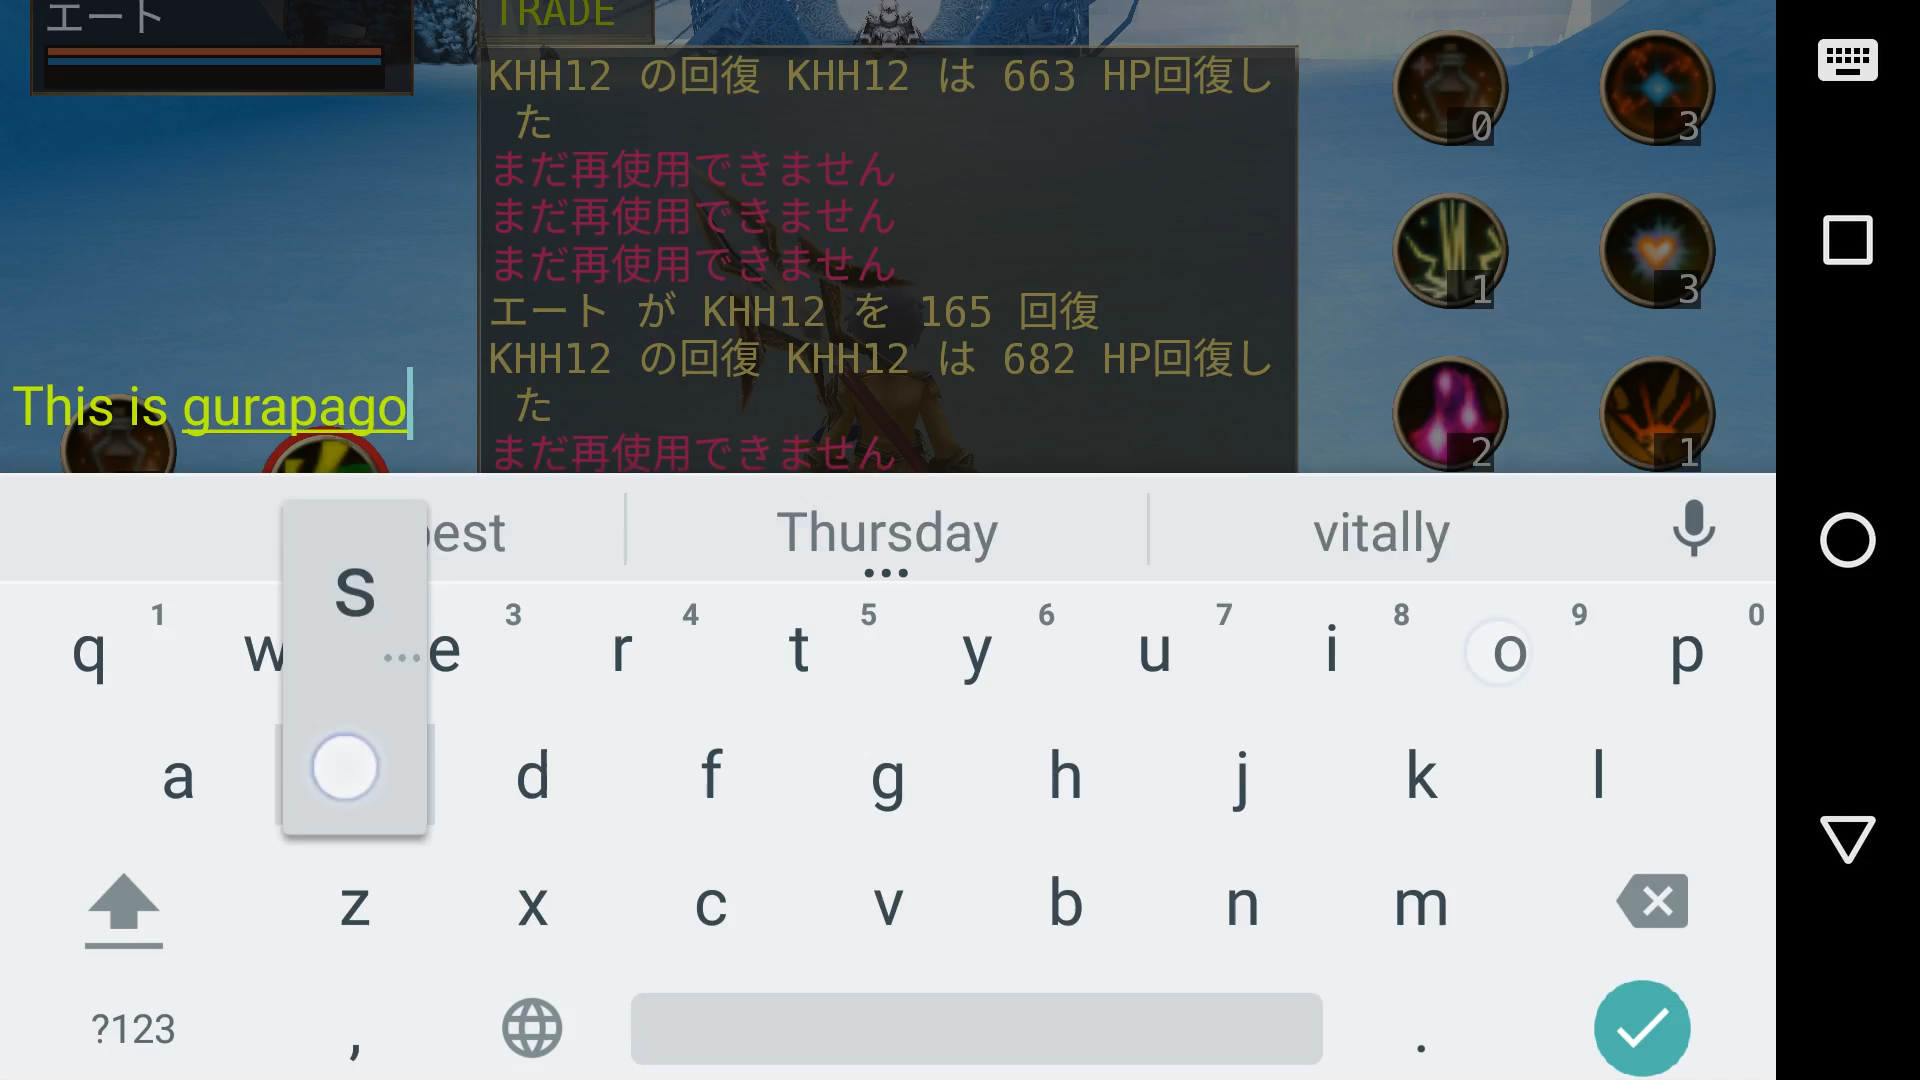 エート
TRADE
KHH12 の回復 KHH12 は 663 HP回復し
た
まだ再使用できません
まだ再使用できません
まだ再使用できません
エート が KHH12 を 165 回復
KHH12 の回復 KHH12 は 682 HP回復し
た
まだ再使用できません
0
3
1
3
2
1
This is gurapago
est
Thursday
vitally
s
1 3 4 5 6 7 8 9 0
q w e r t y u i o p
a d f g h j k l
z x c v b n m
?123 , .